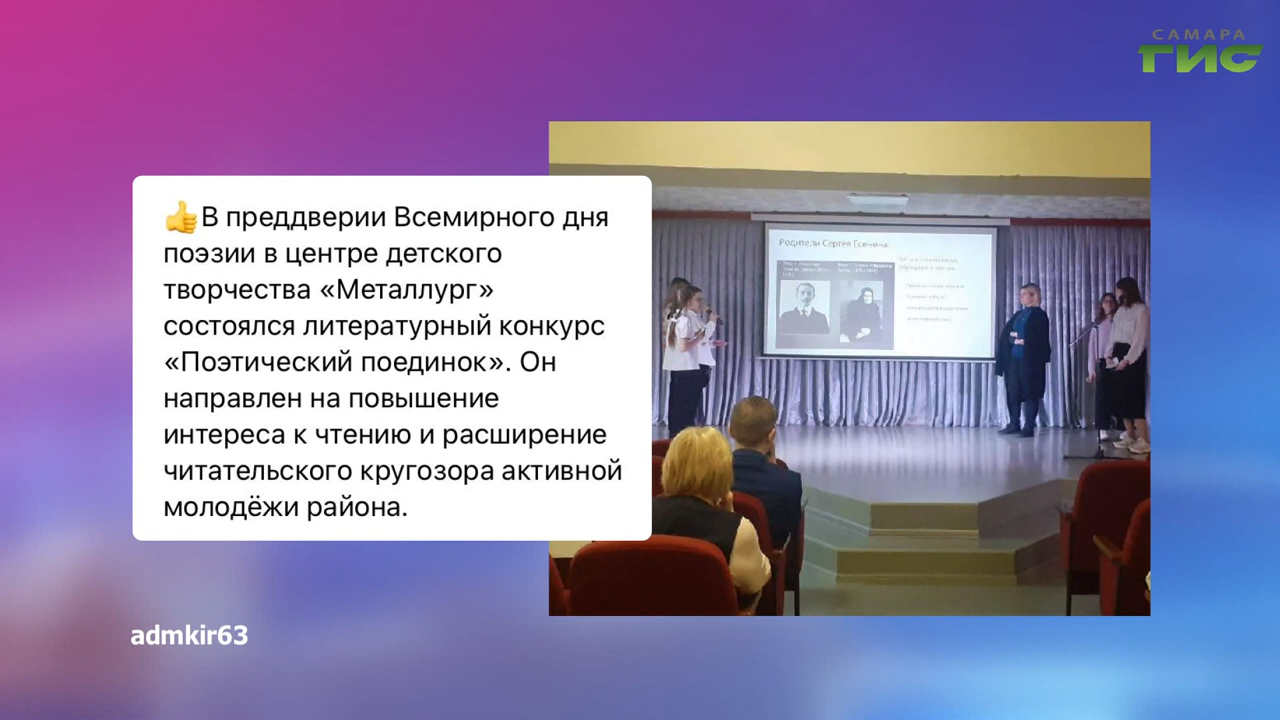 САМАРА
ГИС
👍В преддверии Всемирного дня
поэзии в центре детского
творчества «Металлург»
состоялся литературный конкурс
«Поэтический поединок». Он
направлен на повышение
интереса к чтению и расширение
читательского кругозора активной
молодёжи района.
Родители Сергея Есенина.
admkir63